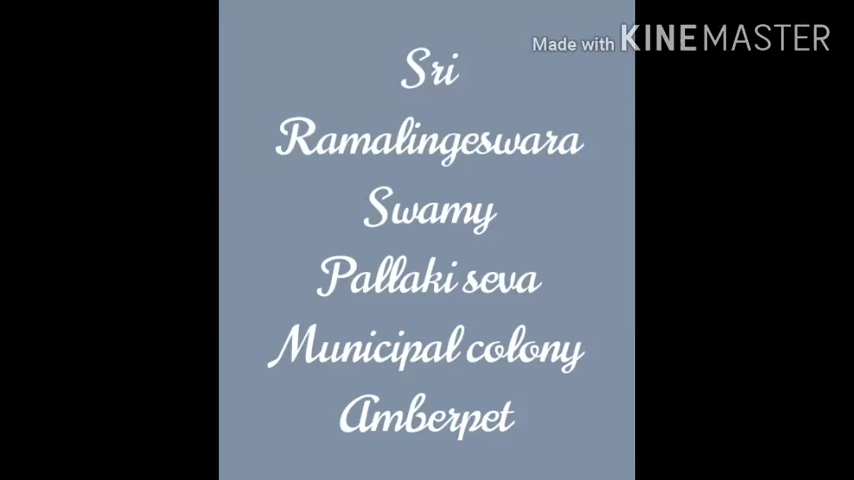 Made with KINEMASTER
Sri
Ramalingeswara
Swamy
Pallaki seva
Municipal colony
Amberpet